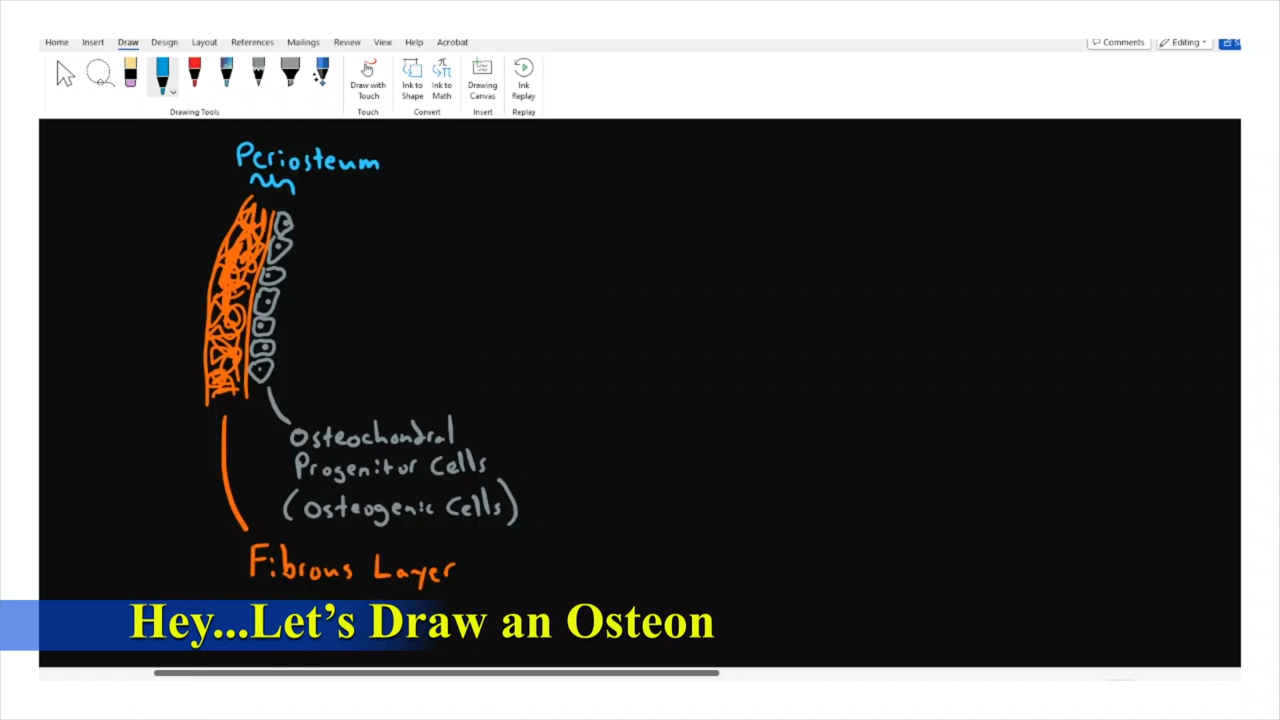 Home Insert Draw Design Layout References Mailings Review View Help Acrobat
Comments Editing
Draw with Touch
Ink to Shape
Ink to Math
Drawing Canvas
Ink Replay
Drawing Tools Touch Convert Insert Replay
Periosteum
Osteochondral
Progenitor Cells
(Osteogenic Cells)
Fibrous Layer
Hey...Let's Draw an Osteon